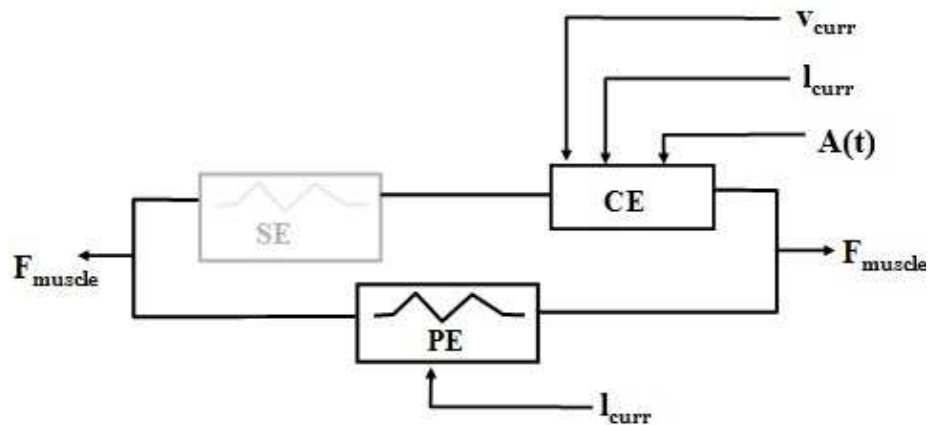 v_curr
l_curr
A(t)
CE
SE
F_muscle
F_muscle
PE
l_curr